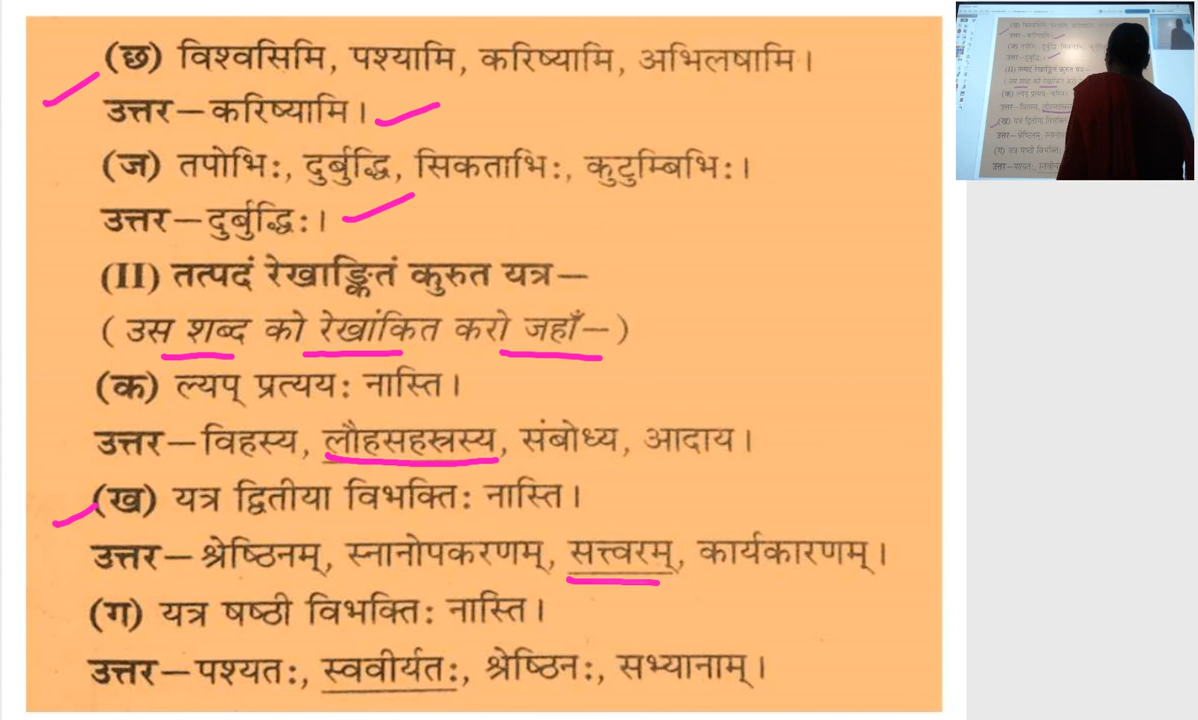 (छ) विश्वसिमि, पश्यामि, करिष्यामि, अभिलषामि।
उत्तर—करिष्यामि।
(ज) तपोभिः, दुर्बुद्धि, सिकताभिः, कुटुम्बिभिः।
उत्तर—दुर्बुद्धिः।
(II) तत्पदं रेखाङ्कितं कुरुत यत्र—
( उस शब्द को रेखांकित करो जहाँ—)
(क) ल्यप् प्रत्ययः नास्ति।
उत्तर—विहस्य, लौहसहस्रस्य, संबोध्य, आदाय।
(ख) यत्र द्वितीया विभक्तिः नास्ति।
उत्तर—श्रेष्ठिनम्, स्नानोपकरणम्, सत्त्वरम्, कार्यकारणम्।
(ग) यत्र षष्ठी विभक्तिः नास्ति।
उत्तर—पश्यतः, स्ववीर्यतः, श्रेष्ठिनः, सभ्यानाम्।